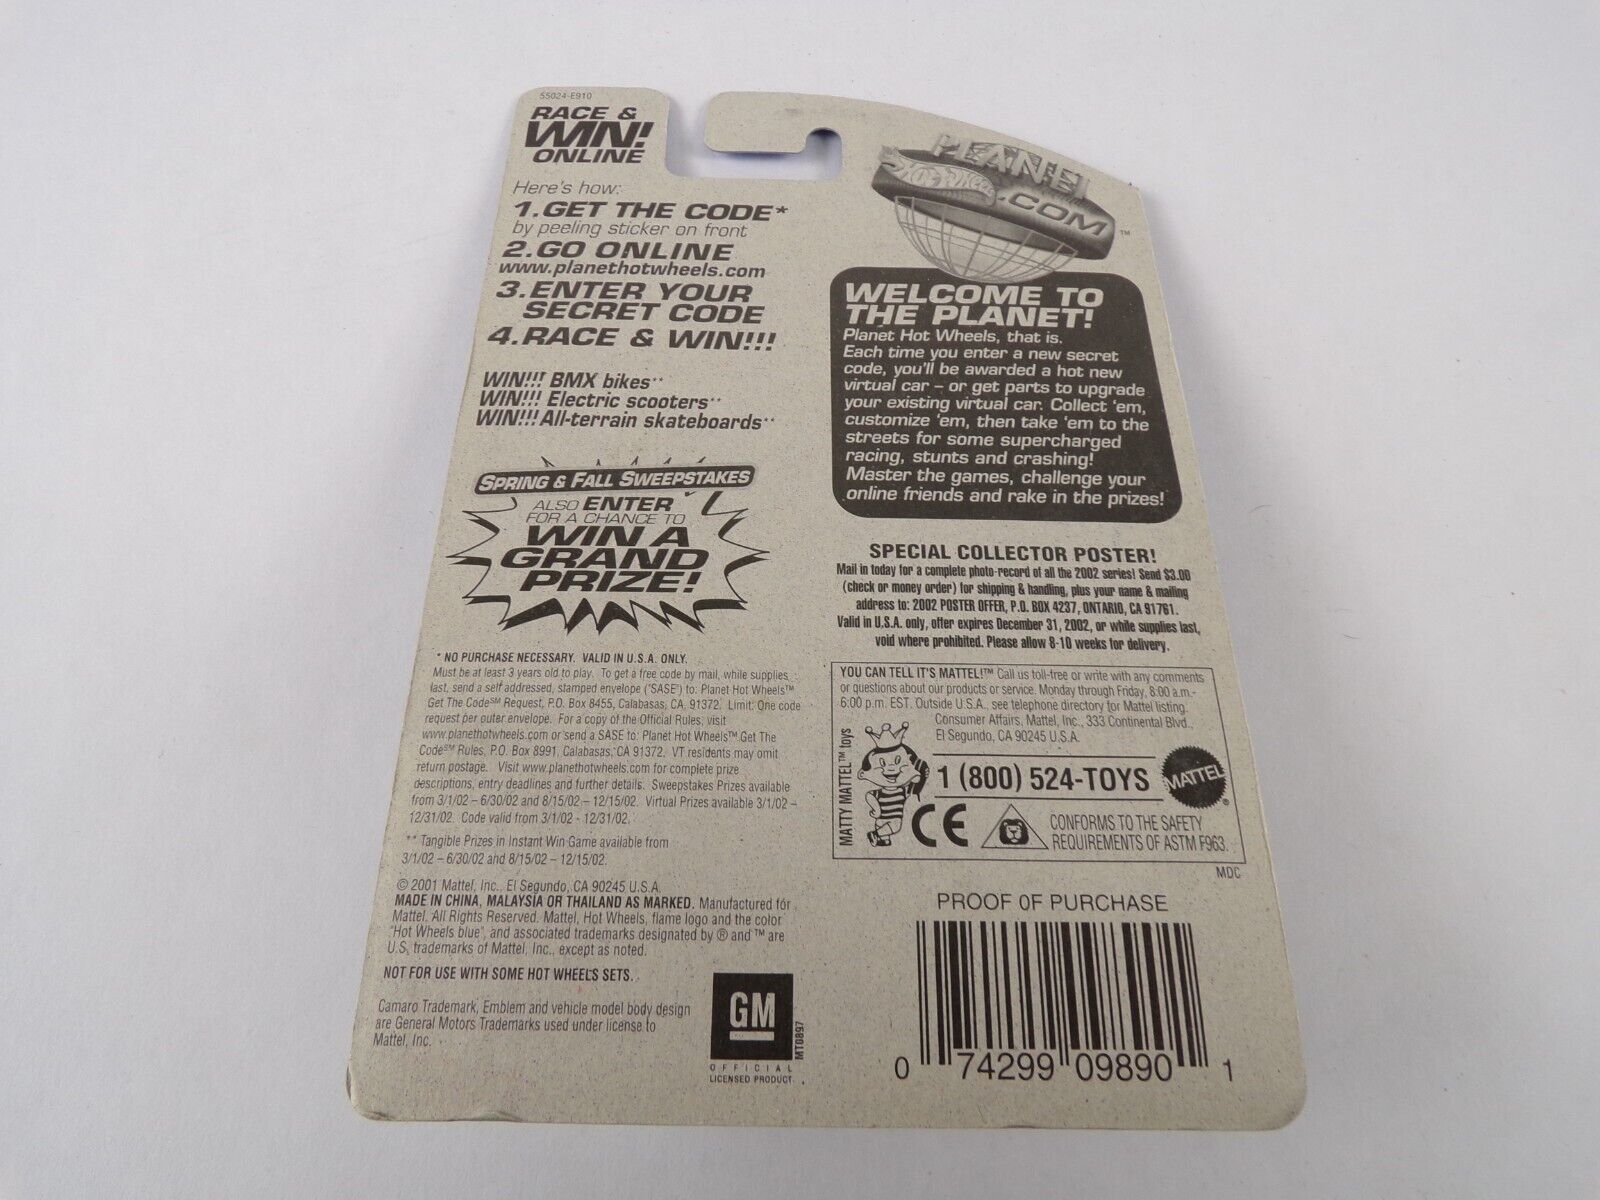 55024-E910
RACE &
WIN!
ONLINE
Here's how:
1.GET THE CODE*
by peeling sticker on front
2.GO ONLINE
www.planethotwheels.com
3.ENTER YOUR
SECRET CODE
4.RACE & WIN!!!
WIN!!! BMX bikes**
WIN!!! Electric scooters**
WIN!!! All-terrain skateboards**
SPRING & FALL SWEEPSTAKES
ALSO ENTER
FOR A CHANCE TO
WIN A
GRAND
PRIZE!
* NO PURCHASE NECESSARY. VALID IN U.S.A. ONLY.
Must be at least 3 years old to play. To get a free code by mail, while supplies
last, send a self addressed, stamped envelope ("SASE") to: Planet Hot Wheels™
Get The Code℠ Request, P.O. Box 8455, Calabasas, CA. 91372. Limit: One code
request per outer envelope. For a copy of the Official Rules, visit
www.planethotwheels.com or send a SASE to: Planet Hot Wheels™ Get The
Code℠ Rules, P.O. Box 8991, Calabasas, CA 91372. VT residents may omit
return postage. Visit www.planethotwheels.com for complete prize
descriptions, entry deadlines and further details. Sweepstakes Prizes available
from 3/1/02 – 6/30/02 and 8/15/02 – 12/15/02. Virtual Prizes available 3/1/02 –
12/31/02. Code valid from 3/1/02 - 12/31/02.
** Tangible Prizes in Instant Win Game available from
3/1/02 – 6/30/02 and 8/15/02 – 12/15/02.
© 2001 Mattel, Inc., El Segundo, CA 90245 U.S.A.
MADE IN CHINA, MALAYSIA OR THAILAND AS MARKED. Manufactured for
Mattel. All Rights Reserved. Mattel, Hot Wheels, flame logo and the color
"Hot Wheels blue", and associated trademarks designated by ® and ™ are
U.S. trademarks of Mattel, Inc., except as noted.
NOT FOR USE WITH SOME HOT WHEELS SETS.
Camaro Trademark, Emblem and vehicle model body design
are General Motors Trademarks used under license to
Mattel, Inc.
GM
OFFICIAL
LICENSED PRODUCT
MT0897
PLANET
Hot Wheels
.COM
™
WELCOME TO
THE PLANET!
Planet Hot Wheels, that is.
Each time you enter a new secret
code, you'll be awarded a hot new
virtual car – or get parts to upgrade
your existing virtual car. Collect 'em,
customize 'em, then take 'em to the
streets for some supercharged
racing, stunts and crashing!
Master the games, challenge your
online friends and rake in the prizes!
SPECIAL COLLECTOR POSTER!
Mail in today for a complete photo-record of all the 2002 series! Send $3.00
(check or money order) for shipping & handling, plus your name & mailing
address to: 2002 POSTER OFFER, P.O. BOX 4237, ONTARIO, CA 91761.
Valid in U.S.A. only, offer expires December 31, 2002, or while supplies last,
void where prohibited. Please allow 8-10 weeks for delivery.
YOU CAN TELL IT'S MATTEL!™ Call us toll-free or write with any comments
or questions about our products or service. Monday through Friday, 8:00 a.m.-
6:00 p.m. EST. Outside U.S.A., see telephone directory for Mattel listing.
Consumer Affairs, Mattel, Inc., 333 Continental Blvd.,
El Segundo, CA 90245 U.S.A.
MATTY MATTEL™ toys
1 (800) 524-TOYS
MATTEL
®
CE
CONFORMS TO THE SAFETY
REQUIREMENTS OF ASTM F963.
MDC
PROOF OF PURCHASE
0 74299 09890 1